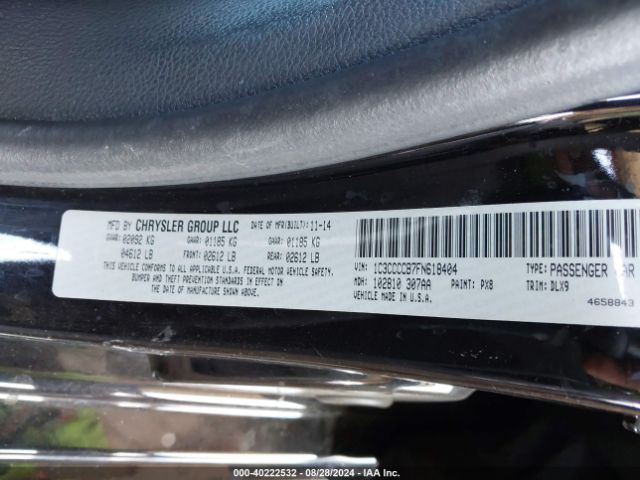 MFD BY CHRYSLER GROUP LLC DATE OF MFR(BUILT): 11-14
GVWR: 02092 KG GAWR: 01185 KG GAWR: 01185 KG
04612 LB FRONT: 02612 LB REAR: 02612 LB
THIS VEHICLE CONFORMS TO ALL APPLICABLE U.S.A. FEDERAL MOTOR VEHICLE SAFETY,
BUMPER, AND THEFT PREVENTION STANDARDS IN EFFECT ON
THE DATE OF MANUFACTURE SHOWN ABOVE.
VIN: 1C3CCCCB7FN618404 TYPE: PASSENGER CAR
MDH: 102810 307AA PAINT: PX8 TRIM: DLX9
VEHICLE MADE IN U.S.A. 4658843
000-40222532 - 08/28/2024 - IAA Inc.